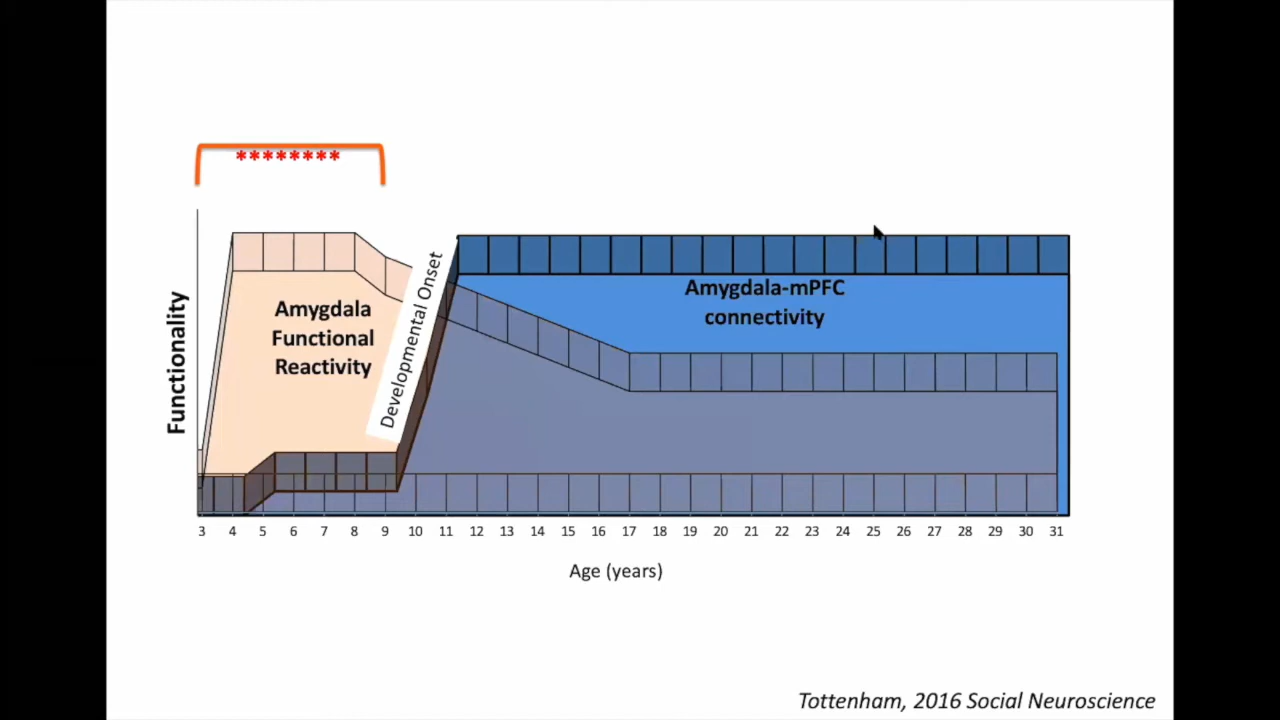 ********
Functionality
Amygdala
Functional
Reactivity
Developmental Onset
Amygdala-mPFC
connectivity
3 4 5 6 7 8 9 10 11 12 13 14 15 16 17 18 19 20 21 22 23 24 25 26 27 28 29 30 31
Age (years)
Tottenham, 2016 Social Neuroscience